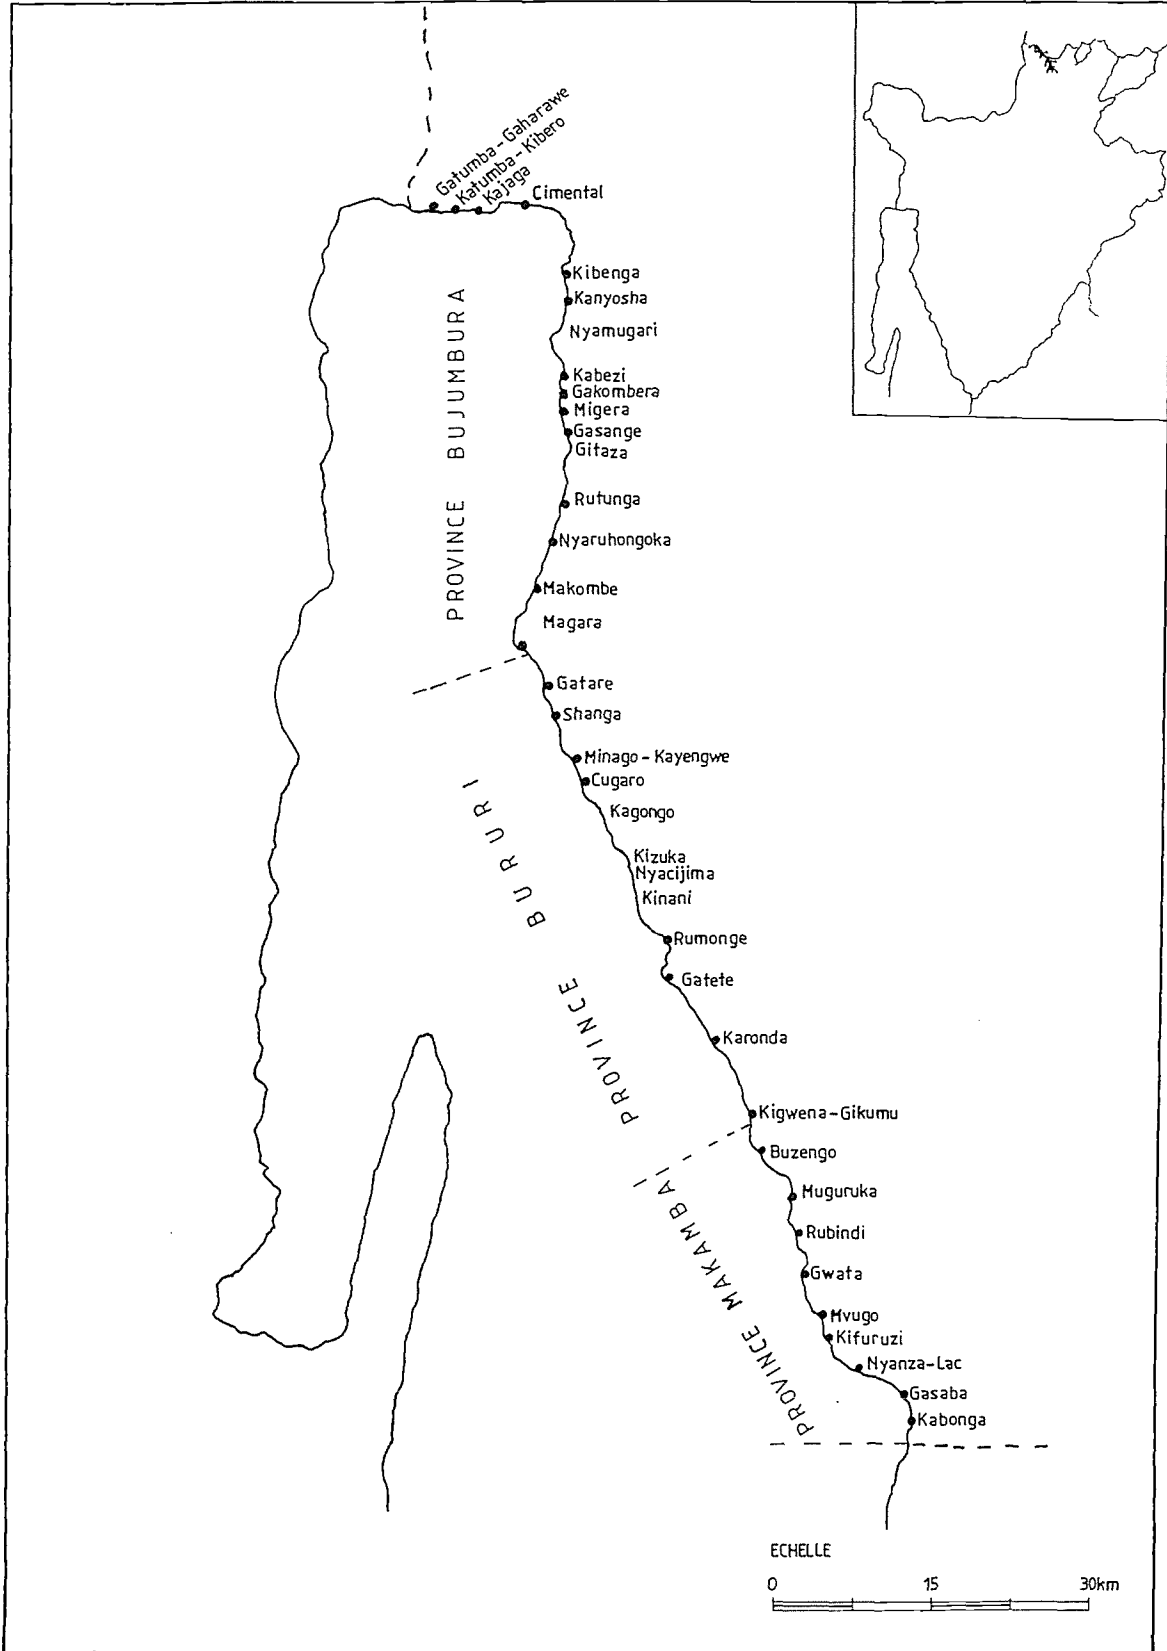 Gatumba-Gaharawe
Katumba-Kibero
Kajaga
Cimental
Kibenga
Kanyosha
Nyamugari
PROVINCE BUJUMBURA
Kabezi
Gakombera
Migera
Gasange
Gitaza
Rutunga
Nyaruhongoka
Makombe
Magara
Gatare
Shanga
Minago-Kayengwe
Cugaro
Kagongo
Kizuka
Nyacijima
Kinani
PROVINCE BURURI
Rumonge
Gatete
Karonda
Kigwena-Gikumu
Buzengo
Muguruka
Rubindi
Gwata
PROVINCE MAKAMBA
Mvugo
Kifuruzi
Nyanza-Lac
Gasaba
Kabonga
ECHELLE
0 15 30km